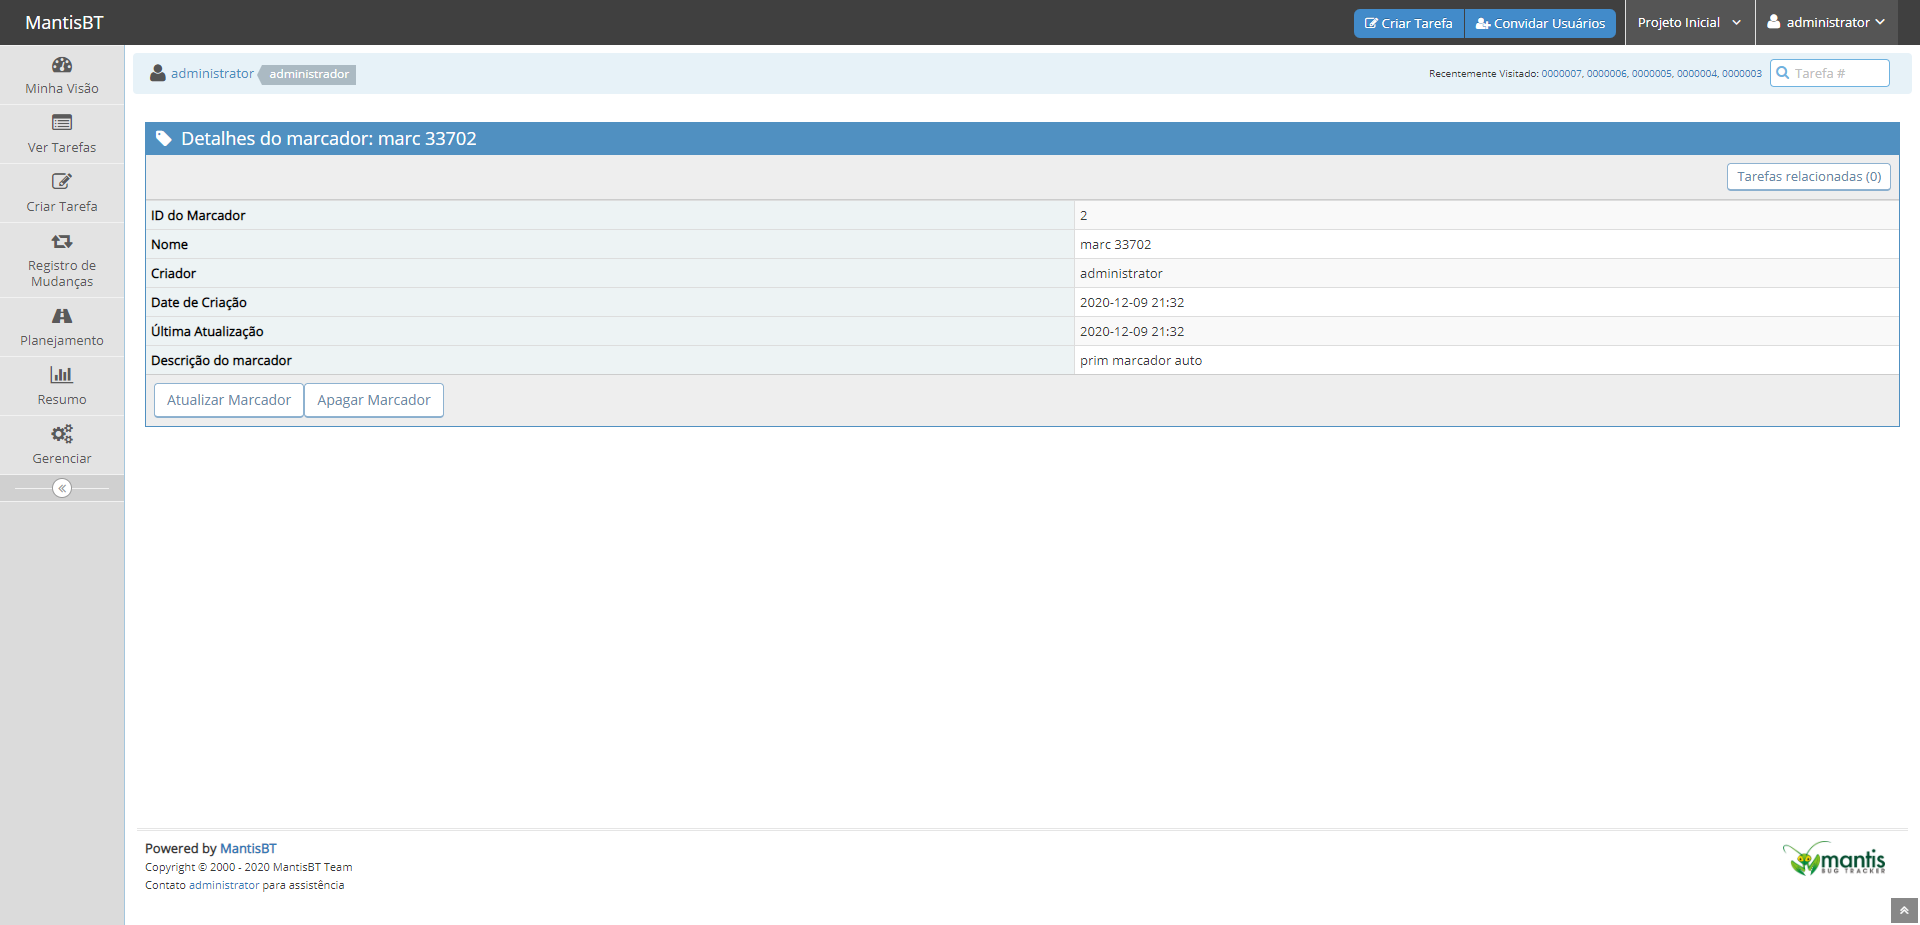 MantisBT
Criar Tarefa
Convidar Usuários
Projeto Inicial
administrator
Minha Visão
Ver Tarefas
Criar Tarefa
Registro de
Mudanças
Planejamento
Resumo
Gerenciar
administrator administrador
Recentemente Visitado: 0000007, 0000006, 0000005, 0000004, 0000003
Tarefa #
Detalhes do marcador: marc 33702
Tarefas relacionadas (0)
ID do Marcador 2
Nome marc 33702
Criador administrator
Date de Criação 2020-12-09 21:32
Última Atualização 2020-12-09 21:32
Descrição do marcador prim marcador auto
Atualizar Marcador Apagar Marcador
Powered by MantisBT
Copyright © 2000 - 2020 MantisBT Team
Contato administrator para assistência
mantis
BUG TRACKER